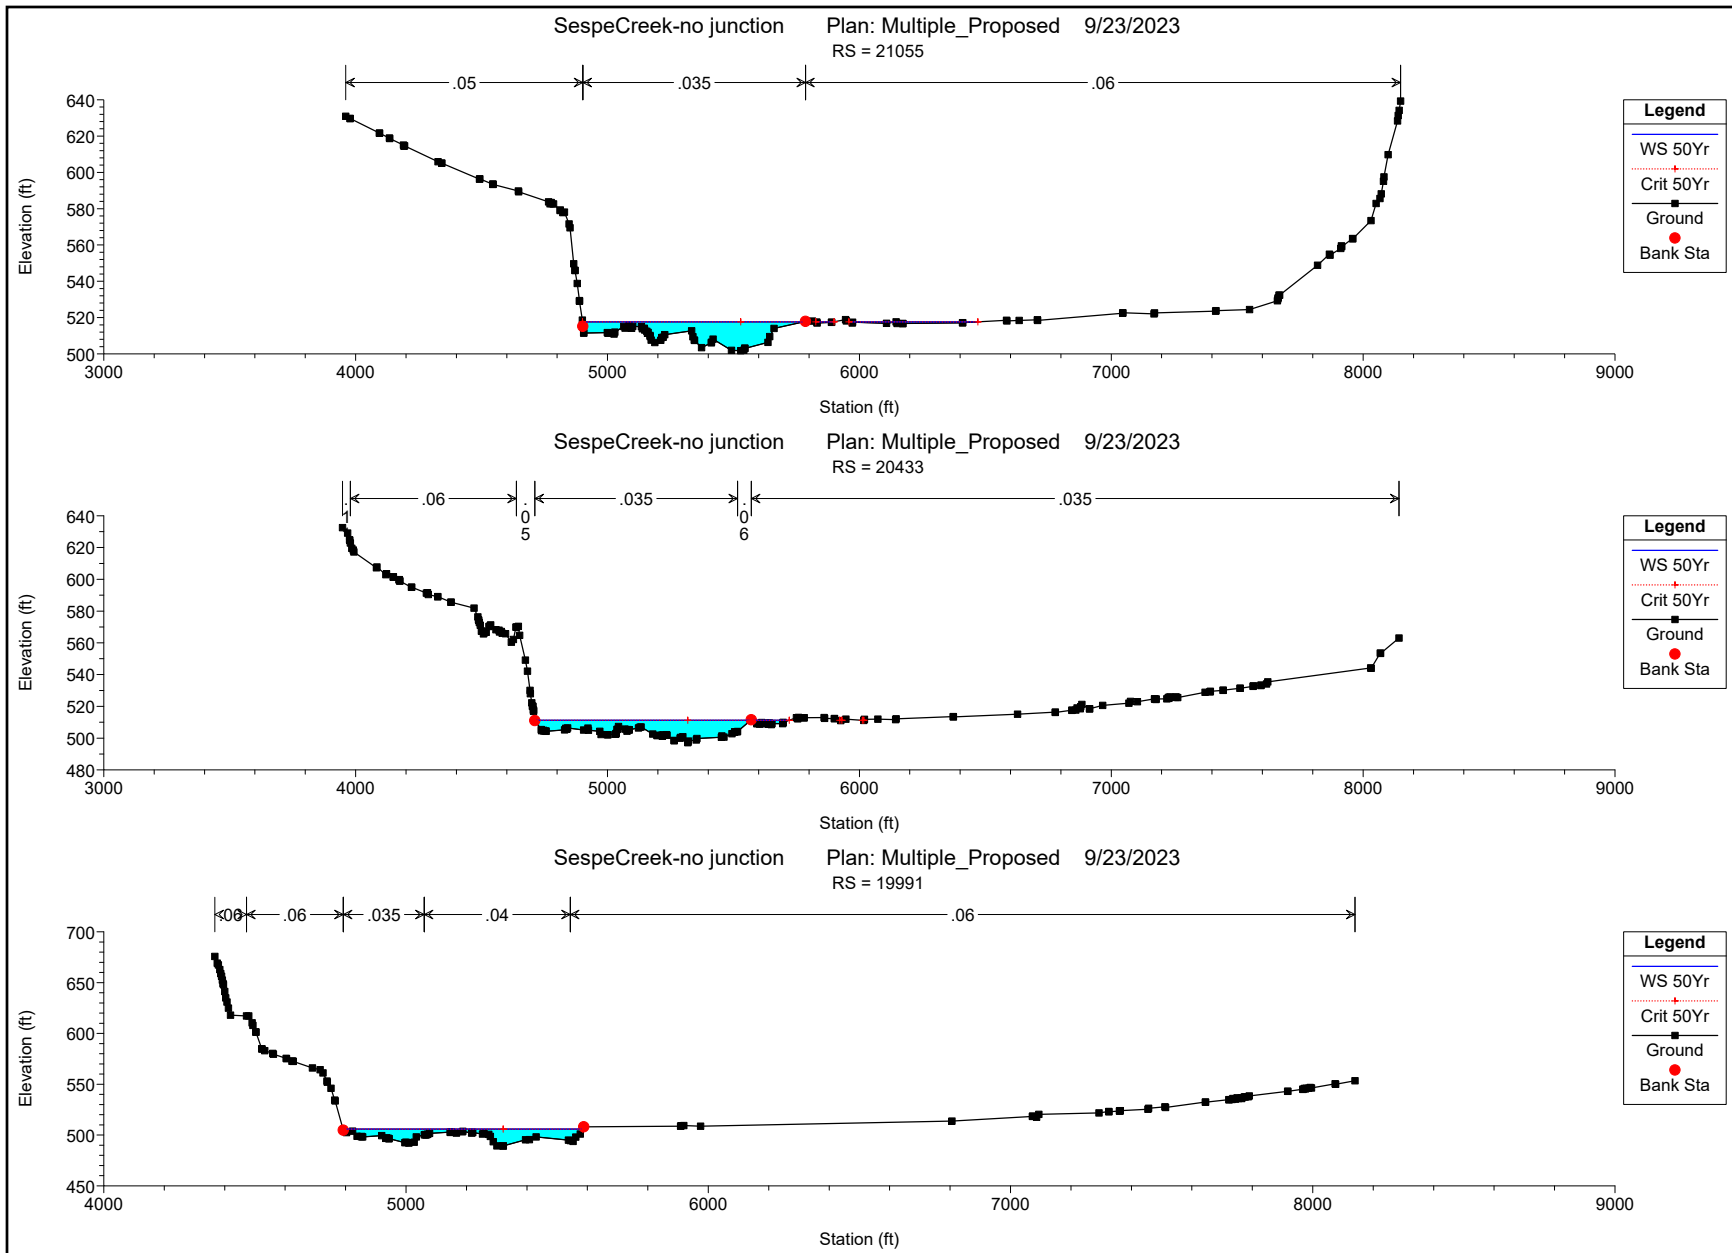 SespeCreek-no junction Plan: Multiple_Proposed 9/23/2023
RS = 21055
.05 .035 .06
640
620
600
580
560
540
520
500
Elevation (ft)
3000 4000 5000 6000 7000 8000 9000
Station (ft)
Legend
WS 50Yr
Crit 50Yr
Ground
Bank Sta
SespeCreek-no junction Plan: Multiple_Proposed 9/23/2023
RS = 20433
.1 .06 .05 .035 .06 .035
640
620
600
580
560
540
520
500
480
Elevation (ft)
3000 4000 5000 6000 7000 8000 9000
Station (ft)
Legend
WS 50Yr
Crit 50Yr
Ground
Bank Sta
SespeCreek-no junction Plan: Multiple_Proposed 9/23/2023
RS = 19991
.06 .06 .035 .04 .06
700
650
600
550
500
450
Elevation (ft)
4000 5000 6000 7000 8000 9000
Station (ft)
Legend
WS 50Yr
Crit 50Yr
Ground
Bank Sta